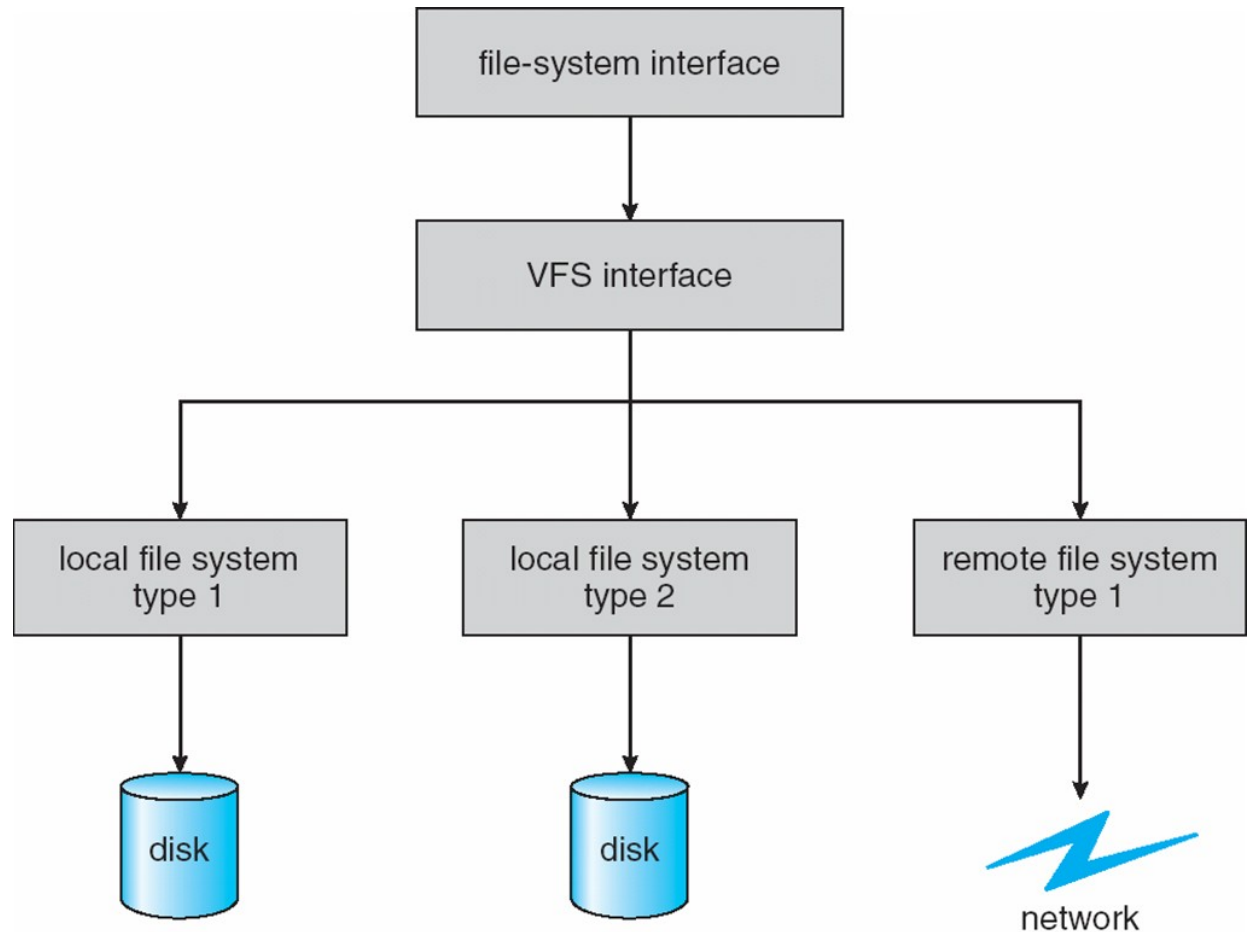 file-system interface
VFS interface
local file system
type 1
local file system
type 2
remote file system
type 1
disk
disk
network